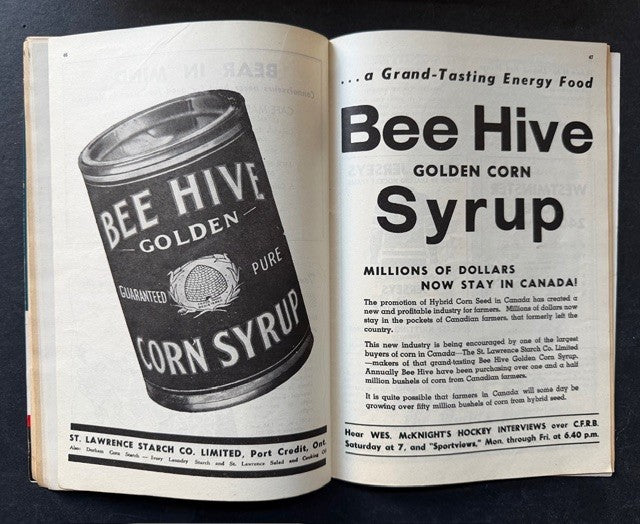 46
BEE HIVE
GOLDEN
GUARANTEED
PURE
CORN SYRUP
ST. LAWRENCE STARCH CO. LIMITED, Port Credit, Ont.
Also: Durham Corn Starch — Ivory Laundry Starch and St. Lawrence Salad and Cooking Oil
47
. . . a Grand-Tasting Energy Food
Bee Hive
GOLDEN CORN
Syrup
MILLIONS OF DOLLARS
NOW STAY IN CANADA!
The promotion of Hybrid Corn Seed in Canada has created a
new and profitable industry for farmers. Millions of dollars now
stay in the pockets of Canadian farmers, that formerly left the
country.
This new industry is being encouraged by one of the largest
buyers of corn in Canada—The St. Lawrence Starch Co. Limited
—makers of that grand-tasting Bee Hive Golden Corn Syrup.
Annually Bee Hive have been purchasing over one and a half
million bushels of corn from Canadian farmers.
It is quite possible that farmers in Canada will some day be
growing over fifty million bushels of corn from hybrid seed.
Hear WES. McKNIGHT'S HOCKEY INTERVIEWS over C.F.R.B.
Saturday at 7, and "Sportviews," Mon. through Fri. at 6.40 p.m.